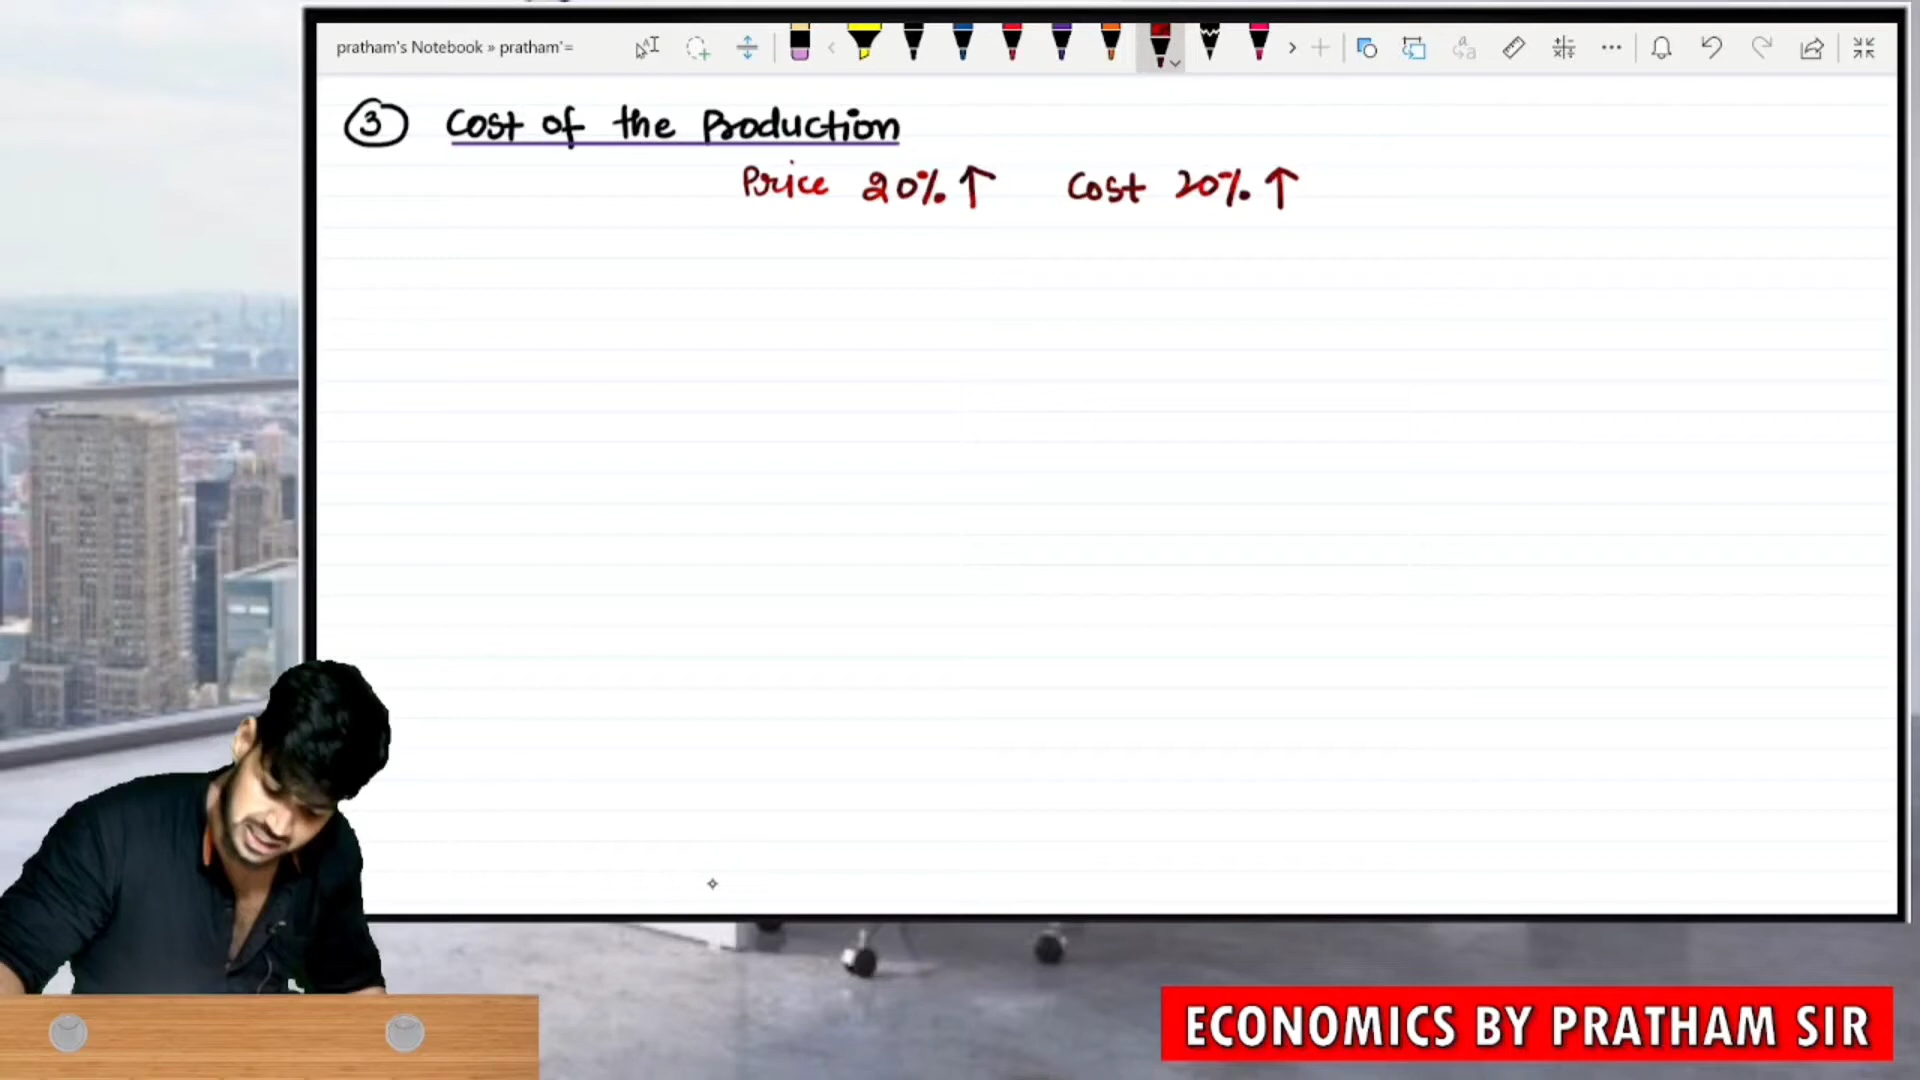 pratham's Notebook » pratham'=
③ Cost of the Production
Price 20% ↑ Cost 20% ↑
ECONOMICS BY PRATHAM SIR